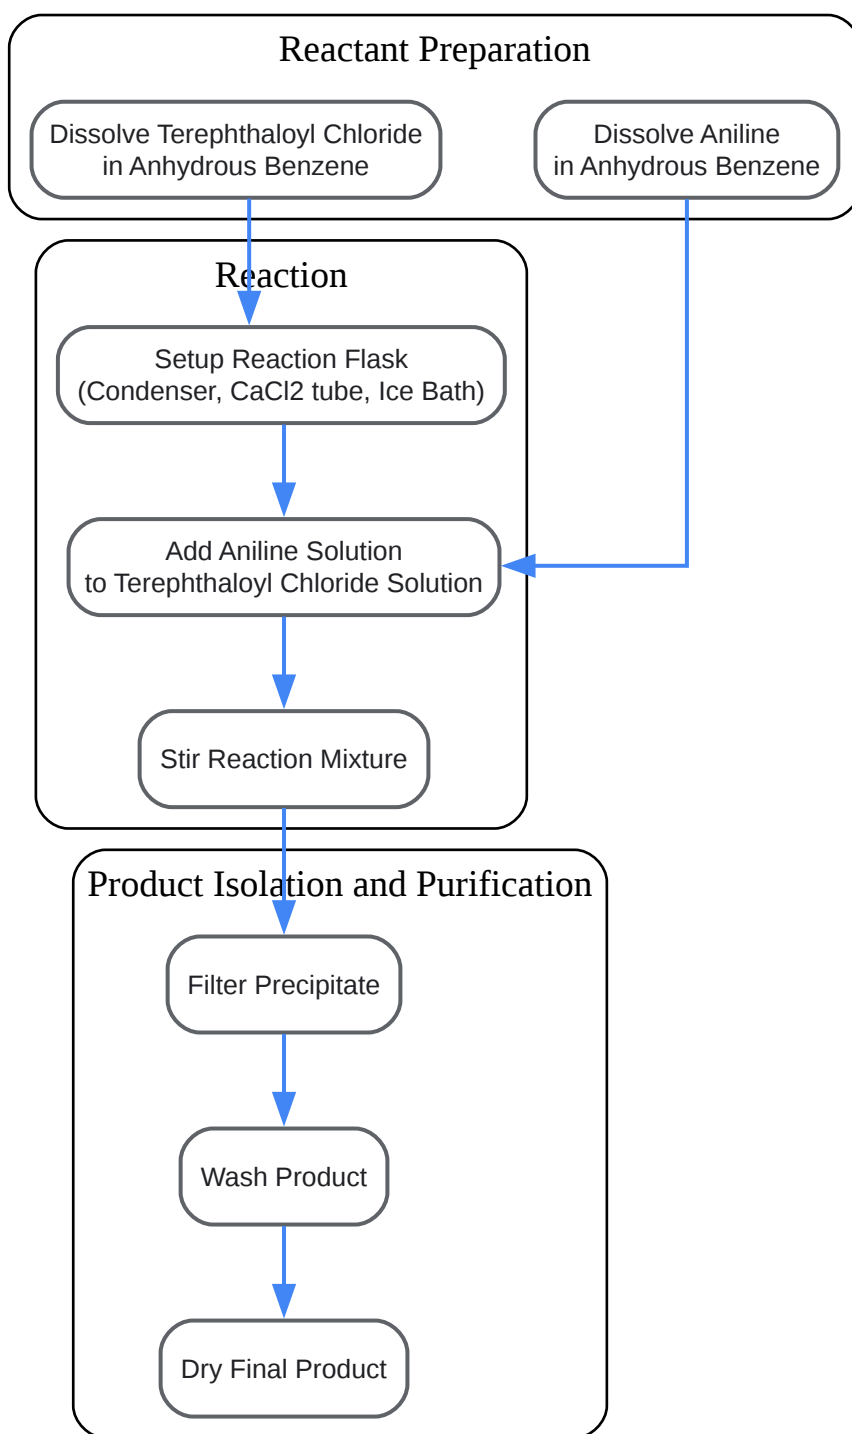 Reactant Preparation
Dissolve Terephthaloyl Chloride
in Anhydrous Benzene
Dissolve Aniline
in Anhydrous Benzene
Reaction
Setup Reaction Flask
(Condenser, CaCl2 tube, Ice Bath)
Add Aniline Solution
to Terephthaloyl Chloride Solution
Stir Reaction Mixture
Product Isolation and Purification
Filter Precipitate
Wash Product
Dry Final Product